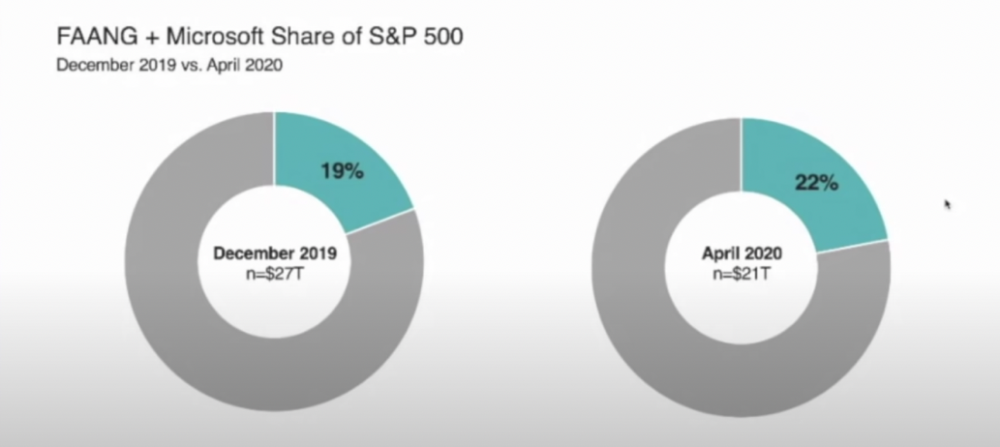 FAANG + Microsoft Share of S&P 500
December 2019 vs. April 2020
19%
December 2019
n=$27T
22%
April 2020
n=$21T